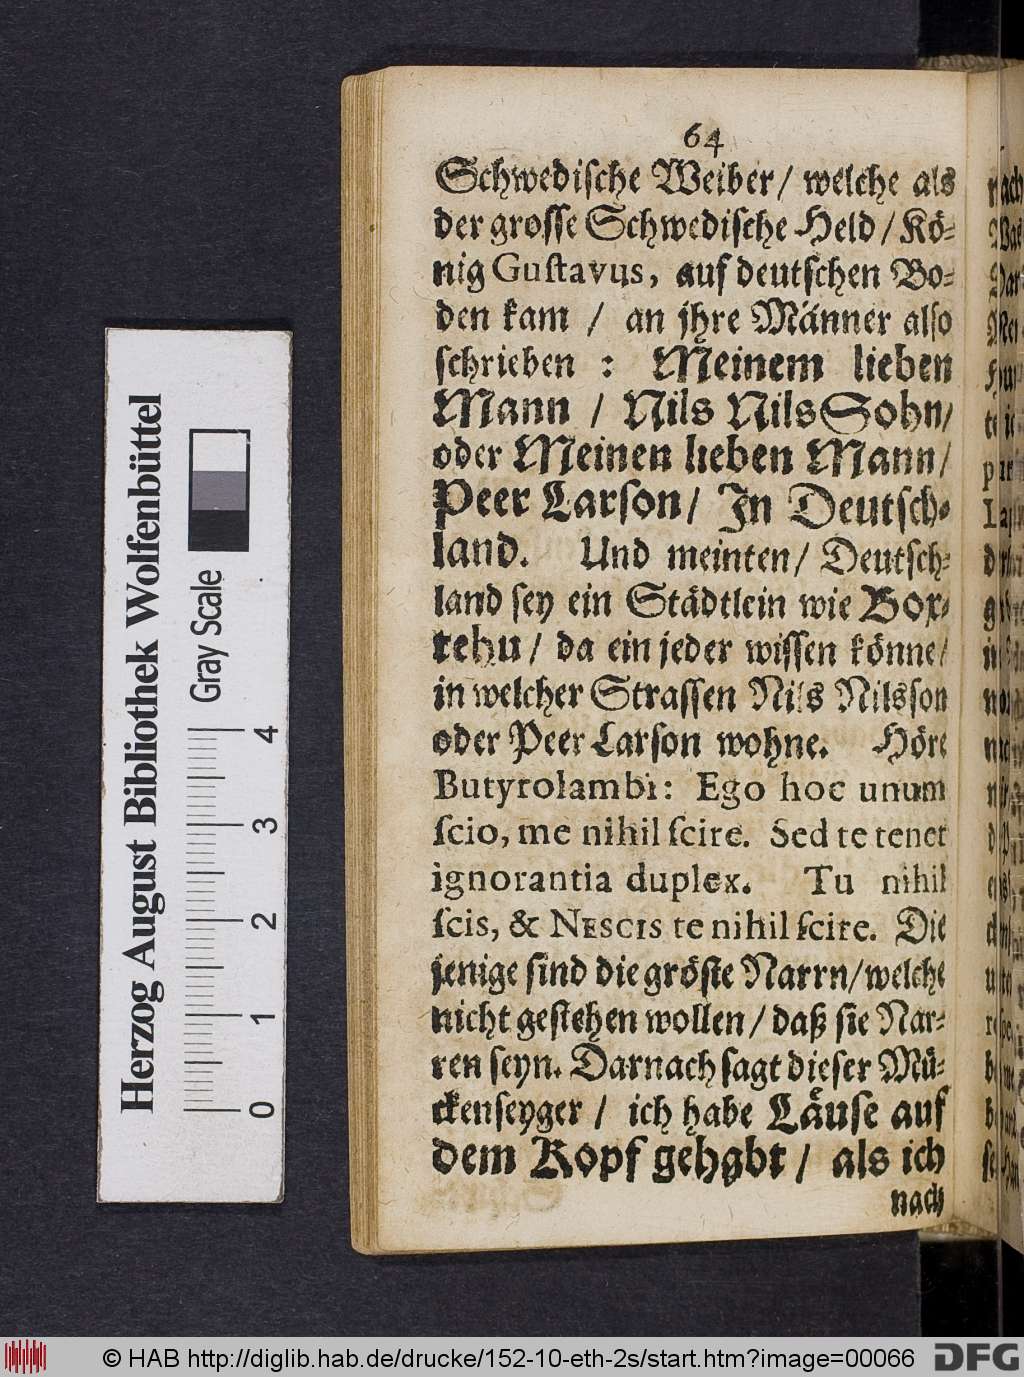 64
Schwedische Weiber/ welche als
der grosse Schwedische Held / Kö-
nig Gustavus, auf deutschen Bo-
den kam / an jhre Männer also
schrieben : Meinem lieben
Mann / Nils Nils Sohn/
oder Meinen lieben Mann/
Peer Larson/ In Deutsch-
land. Und meinten/ Deutsch-
land sey ein Städtlein wie Box-
tehu/ da ein jeder wissen könne/
in welcher Strassen Nils Nilsson
oder Peer Larson wohne. Höre
Butyrolambi: Ego hoc unum
scio, me nihil scire. Sed te tenet
ignorantia duplex. Tu nihil
scis, & NESCIS te nihil scire. Die
jenige sind die gröste Narrn/welche
nicht gestehen wollen/ daß sie Nar-
ren seyn. Darnach sagt dieser Mü-
ckenseyger / ich habe Läuse auf
dem Kopf gehabt / als ich
nach
Herzog August Bibliothek Wolfenbüttel
Gray Scale
0 1 2 3 4
© HAB http://diglib.hab.de/drucke/152-10-eth-2s/start.htm?image=00066
DFG